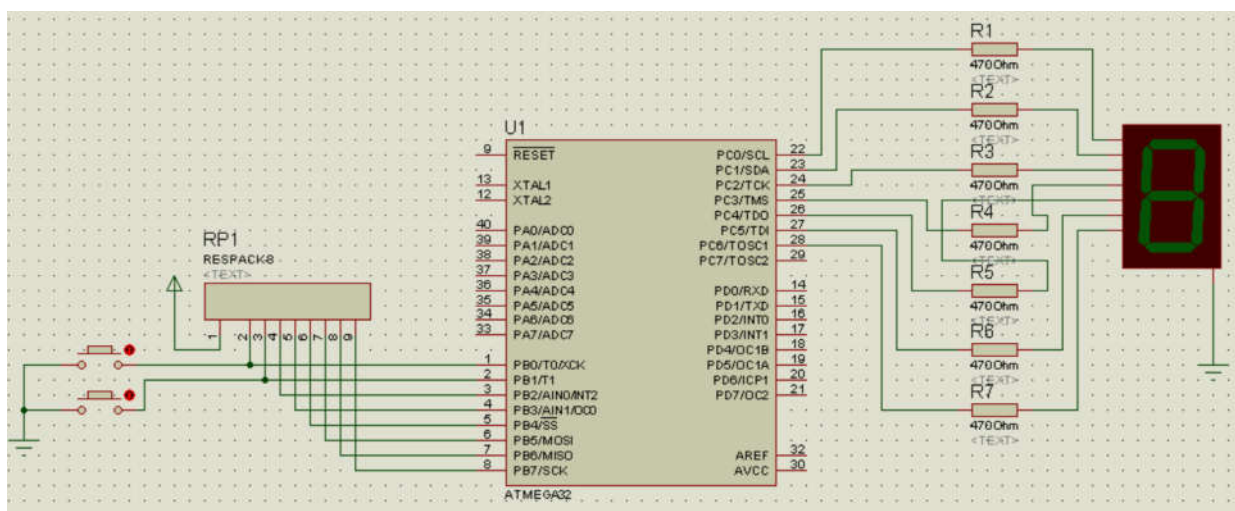 R1
470Ohm
<TEXT>
R2
470Ohm
<TEXT>
R3
470Ohm
<TEXT>
R4
470Ohm
<TEXT>
R5
470Ohm
<TEXT>
R6
470Ohm
<TEXT>
R7
470Ohm
<TEXT>
U1
9 RESET PC0/SCL 22
PC1/SDA 23
13 XTAL1 PC2/TCK 24
12 XTAL2 PC3/TMS 25
PC4/TDO 26
40 PA0/ADC0 PC5/TDI 27
39 PA1/ADC1 PC6/TOSC1 28
38 PA2/ADC2 PC7/TOSC2 29
37 PA3/ADC3
36 PA4/ADC4 PD0/RXD 14
35 PA5/ADC5 PD1/TXD 15
34 PA6/ADC6 PD2/INT0 16
33 PA7/ADC7 PD3/INT1 17
PD4/OC1B 18
1 PB0/T0/XCK PD5/OC1A 19
2 PB1/T1 PD6/ICP1 20
3 PB2/AIN0/INT2 PD7/OC2 21
4 PB3/AIN1/OC0
5 PB4/SS
6 PB5/MOSI
7 PB6/MISO AREF 32
8 PB7/SCK AVCC 30
ATMEGA32
RP1
RESPACK8
<TEXT>
1 2 3 4 5 6 7 8 9